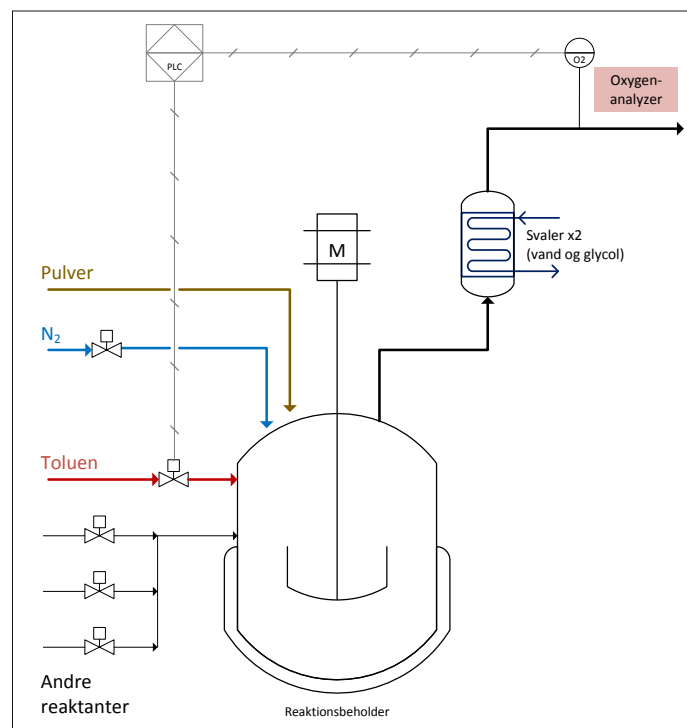 PLC
O2
Oxygen-
analyzer
M
Svaler x2
(vand og glycol)
Pulver
N₂
Toluen
Andre
reaktanter
Reaktionsbeholder